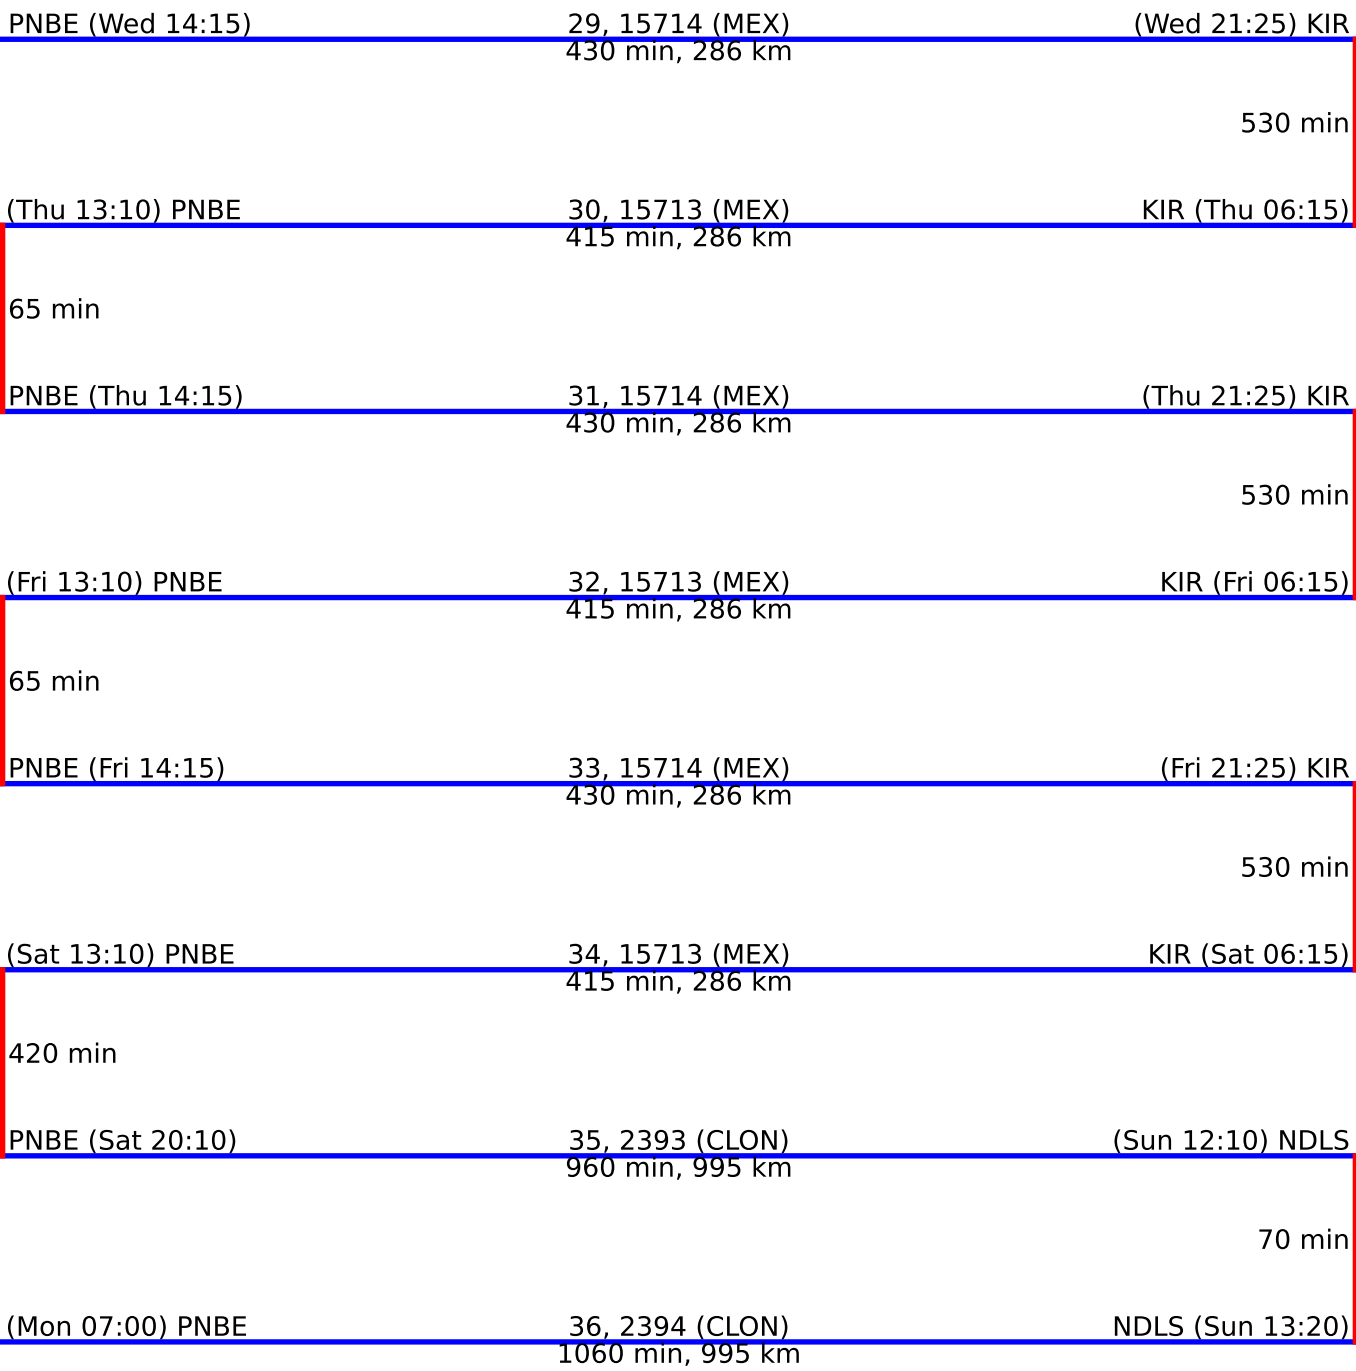 PNBE (Wed 14:15) 29, 15714 (MEX) (Wed 21:25) KIR
430 min, 286 km
530 min
(Thu 13:10) PNBE 30, 15713 (MEX) KIR (Thu 06:15)
415 min, 286 km
65 min
PNBE (Thu 14:15) 31, 15714 (MEX) (Thu 21:25) KIR
430 min, 286 km
530 min
(Fri 13:10) PNBE 32, 15713 (MEX) KIR (Fri 06:15)
415 min, 286 km
65 min
PNBE (Fri 14:15) 33, 15714 (MEX) (Fri 21:25) KIR
430 min, 286 km
530 min
(Sat 13:10) PNBE 34, 15713 (MEX) KIR (Sat 06:15)
415 min, 286 km
420 min
PNBE (Sat 20:10) 35, 2393 (CLON) (Sun 12:10) NDLS
960 min, 995 km
70 min
(Mon 07:00) PNBE 36, 2394 (CLON) NDLS (Sun 13:20)
1060 min, 995 km